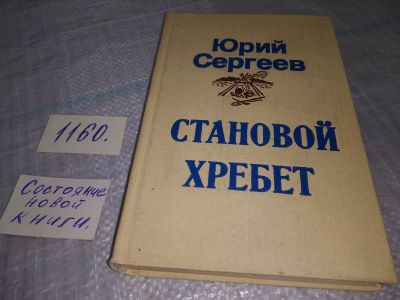 Юрий
Сергеев
СТАНОВОЙ
ХРЕБЕТ
1160.
Состояние
новой
книги.